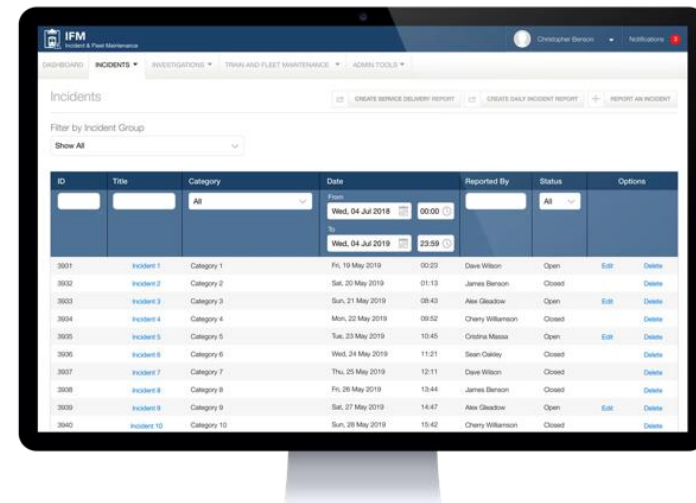 IFM
Incident & Fleet Maintenance
Christopher Benson
Notifications 3
DASHBOARD INCIDENTS INVESTIGATIONS TRAIN AND FLEET MAINTENANCE ADMIN TOOLS
Incidents
CREATE SERVICE DELIVERY REPORT CREATE DAILY INCIDENT REPORT REPORT AN INCIDENT
Filter by Incident Group
Show All
ID Title Category Date Reported By Status Options
All From All
Wed, 04 Jul 2018 00:00
To
Wed, 04 Jul 2019 23:59
3901 Incident 1 Category 1 Fri, 19 May 2019 00:23 Dave Wilson Open Edit Delete
3932 Incident 2 Category 2 Sat, 20 May 2019 01:13 James Benson Closed Delete
3933 Incident 3 Category 3 Sun, 21 May 2019 08:43 Alex Gleadow Open Edit Delete
3934 Incident 4 Category 4 Mon, 22 May 2019 09:52 Cherry Williamson Closed Delete
3935 Incident 5 Category 5 Tue, 23 May 2019 10:45 Cristina Massa Open Edit Delete
3936 Incident 6 Category 6 Wed, 24 May 2019 11:21 Sean Oakley Closed Delete
3937 Incident 7 Category 7 Thu, 25 May 2019 12:11 Dave Wilson Closed Delete
3938 Incident 8 Category 8 Fri, 26 May 2019 13:44 James Benson Closed Delete
3939 Incident 9 Category 9 Sat, 27 May 2019 14:47 Alex Gleadow Open Edit Delete
3940 Incident 10 Category 10 Sun, 28 May 2019 15:42 Cherry Williamson Closed Delete